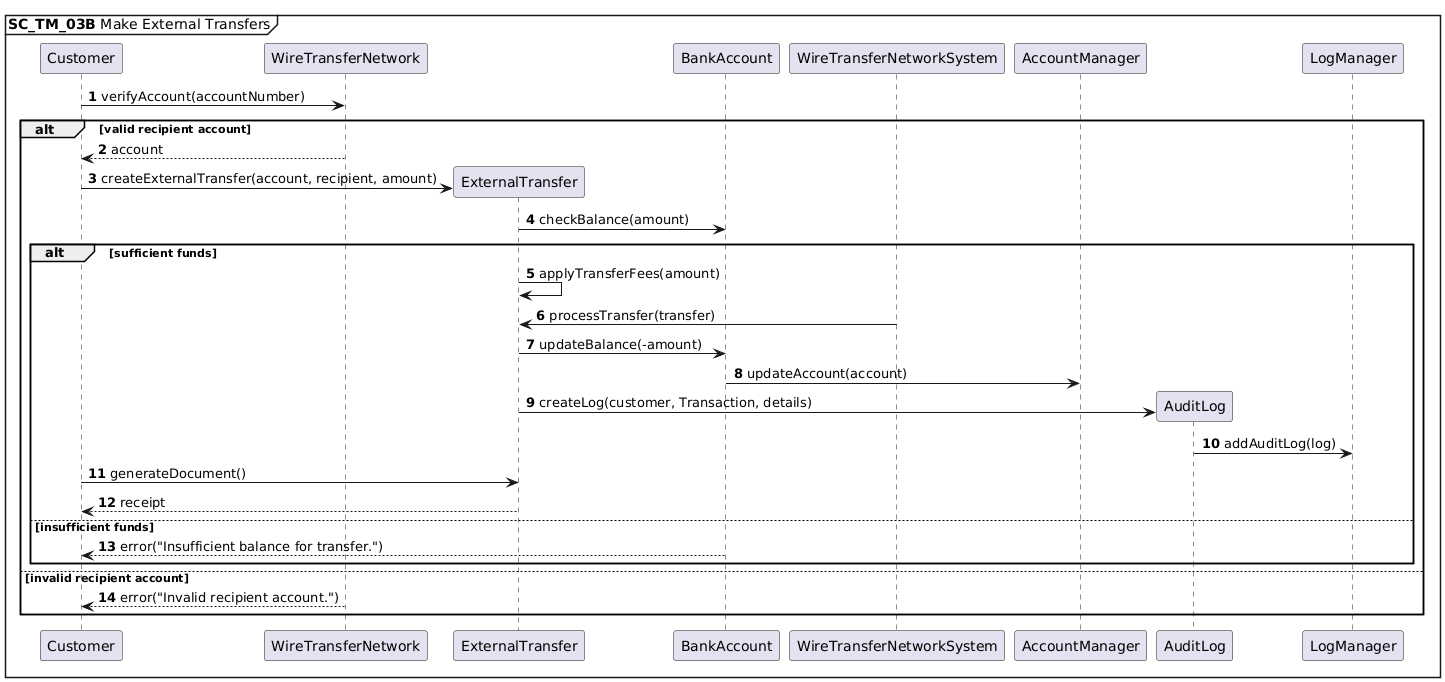 SC_TM_03B Make External Transfers
Customer WireTransferNetwork BankAccount WireTransferNetworkSystem AccountManager LogManager
1 verifyAccount(accountNumber)
alt [valid recipient account]
2 account
3 createExternalTransfer(account, recipient, amount) ExternalTransfer
4 checkBalance(amount)
alt [sufficient funds]
5 applyTransferFees(amount)
6 processTransfer(transfer)
7 updateBalance(-amount)
8 updateAccount(account)
9 createLog(customer, Transaction, details) AuditLog
10 addAuditLog(log)
11 generateDocument()
12 receipt
[insufficient funds]
13 error("Insufficient balance for transfer.")
[invalid recipient account]
14 error("Invalid recipient account.")
Customer WireTransferNetwork ExternalTransfer BankAccount WireTransferNetworkSystem AccountManager AuditLog LogManager